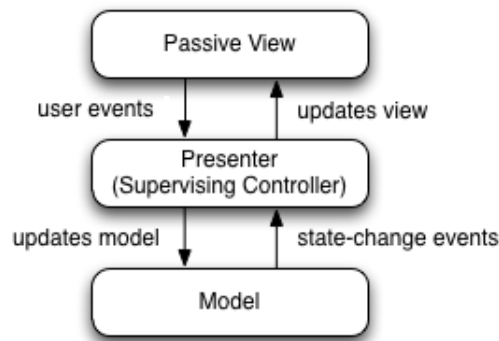 Passive View
user events
updates view
Presenter
(Supervising Controller)
updates model
state-change events
Model